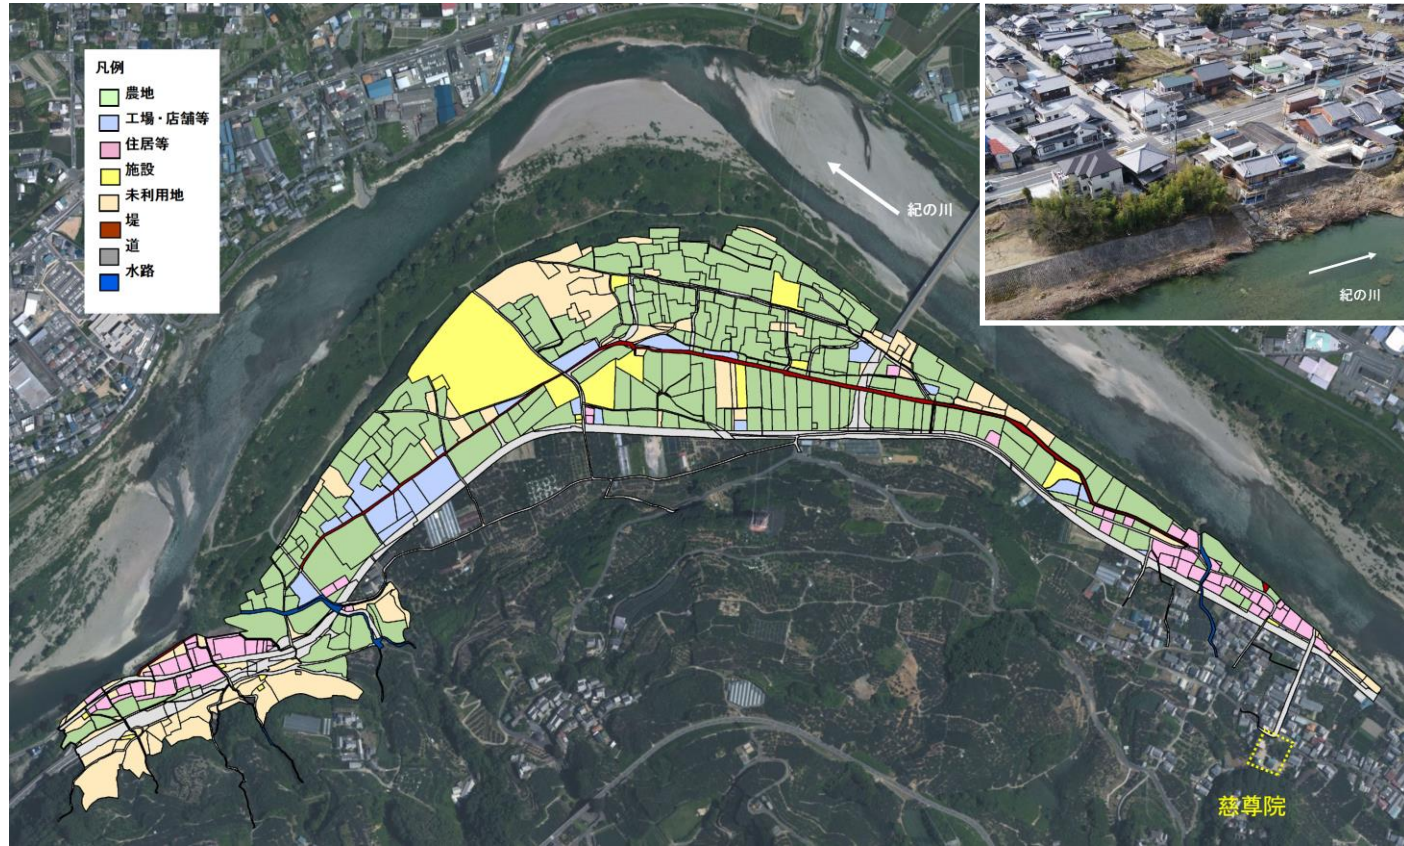 凡例
農地
工場・店舗等
住居等
施設
未利用地
堤
道
水路
紀の川
紀の川
慈尊院